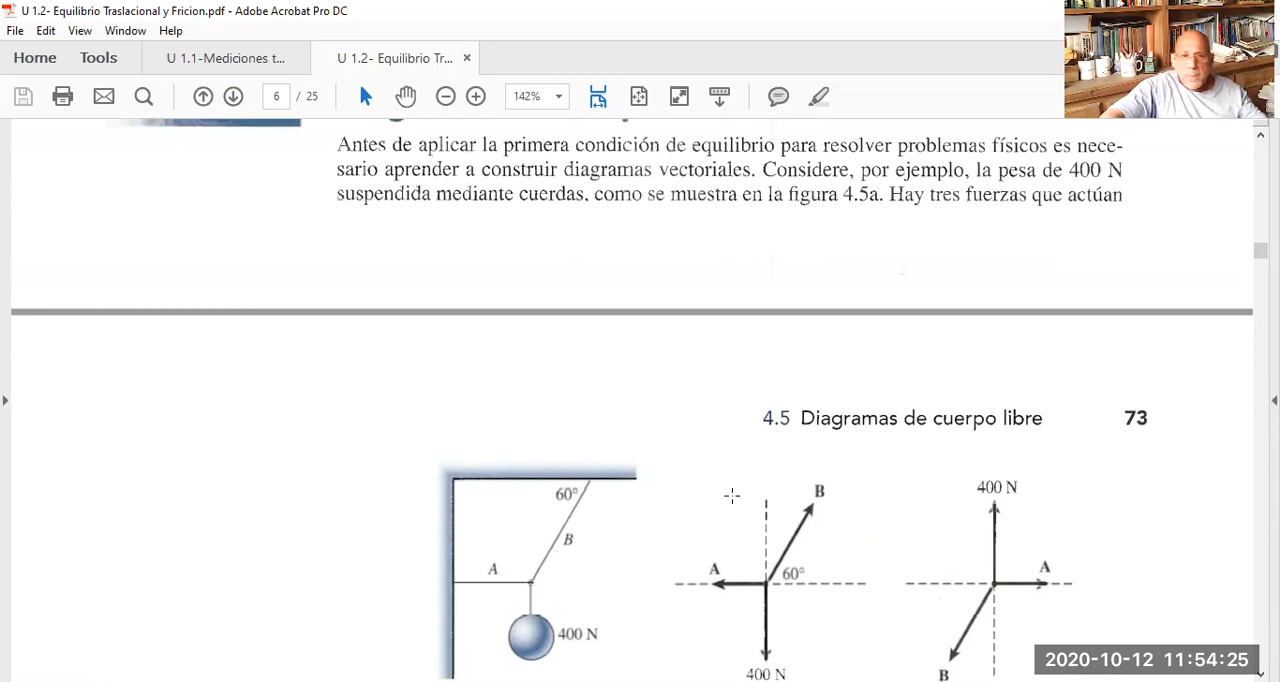 U 1.2- Equilibrio Traslacional y Fricion.pdf - Adobe Acrobat Pro DC
File Edit View Window Help
Home Tools U 1.1-Mediciones t... U 1.2- Equilibrio Tr... ×
6 / 25 142%
Antes de aplicar la primera condición de equilibrio para resolver problemas físicos es nece-
sario aprender a construir diagramas vectoriales. Considere, por ejemplo, la pesa de 400 N
suspendida mediante cuerdas, como se muestra en la figura 4.5a. Hay tres fuerzas que actúan
4.5 Diagramas de cuerpo libre 73
60°
B
A
400 N
B
A
60°
400 N
400 N
A
B
2020-10-12 11:54:25